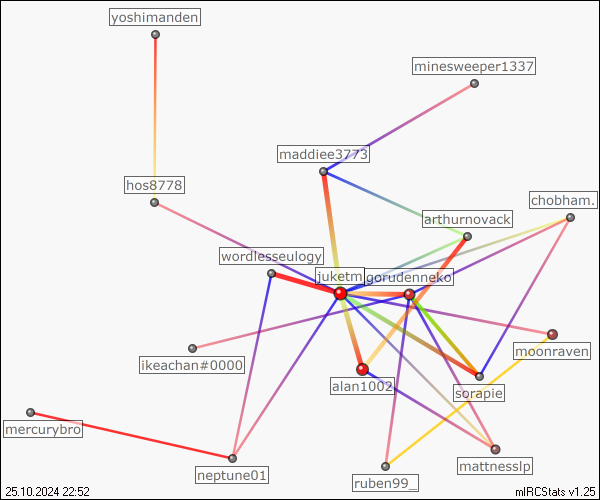 yoshimanden
minesweeper1337
maddiee3773
hos8778
chobham.
arthurnovack
wordlesseulogy
juketm
gorudenneko
moonraven
ikeachan#0000
alan1002
sorapie
mercurybro
mattnesslp
neptune01
ruben99_
25.10.2024 22:52
mIRCStats v1.25